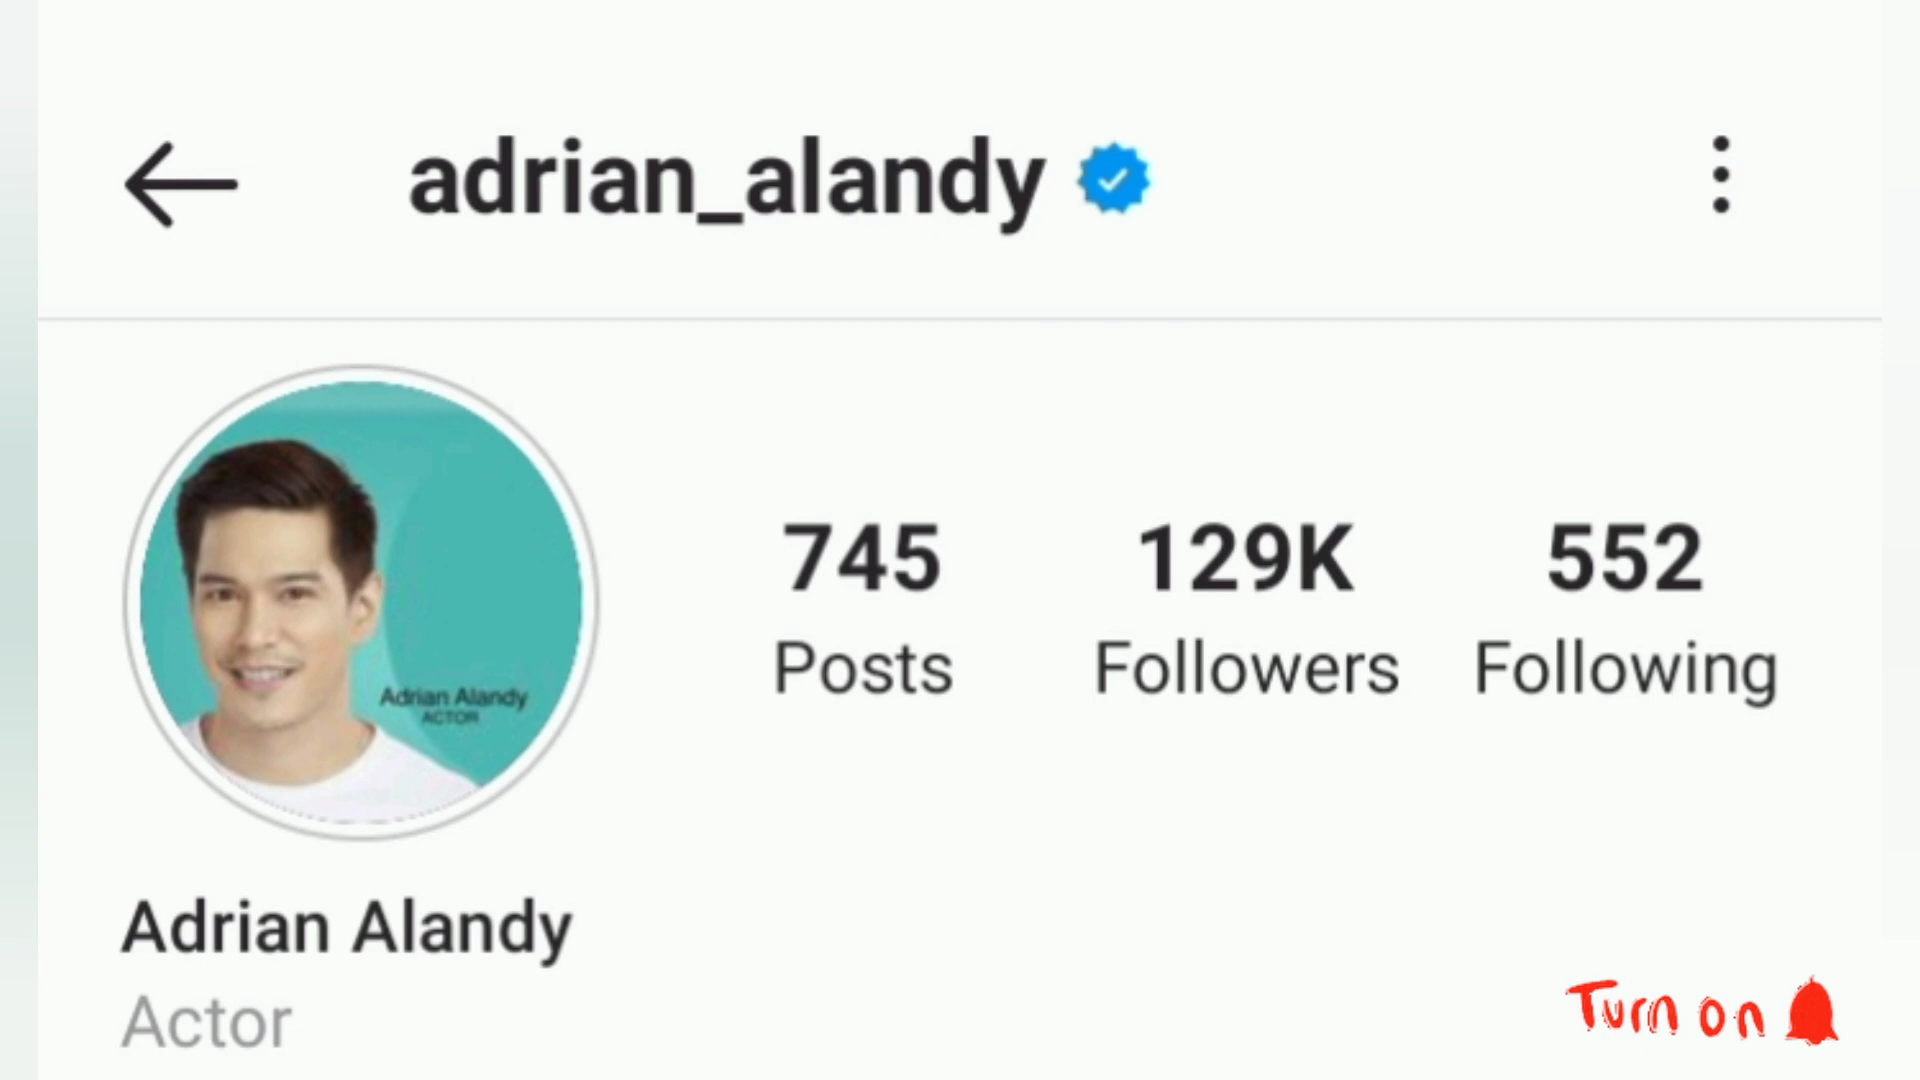 adrian_alandy
Adrian Alandy
ACTOR
745 129K 552
Posts Followers Following
Adrian Alandy
Actor
Turn on